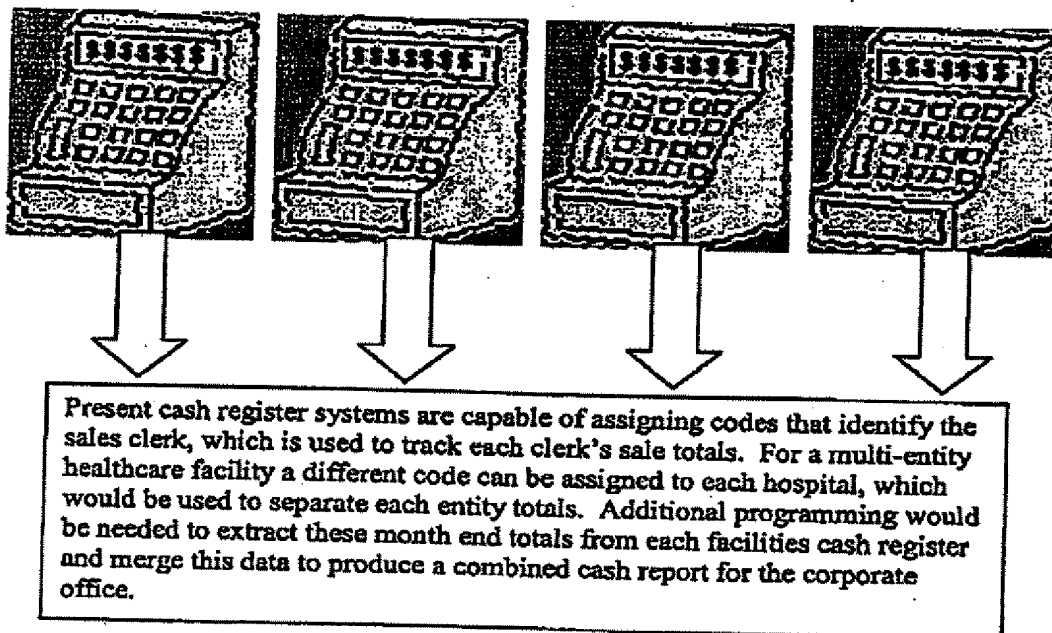 $$$$$$$ $$$$$$$ $$$$$$$ $$$$$$$
Present cash register systems are capable of assigning codes that identify the
sales clerk, which is used to track each clerk's sale totals. For a multi-entity
healthcare facility a different code can be assigned to each hospital, which
would be used to separate each entity totals. Additional programming would
be needed to extract these month end totals from each facilities cash register
and merge this data to produce a combined cash report for the corporate
office.